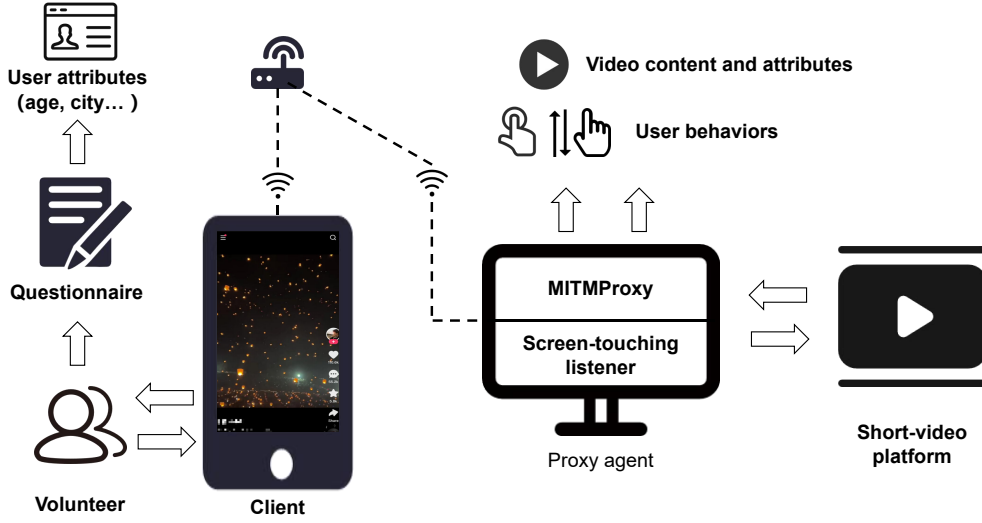 User attributes
(age, city… )
Questionnaire
Volunteer
Client
Video content and attributes
User behaviors
MITMProxy
Screen-touching
listener
Proxy agent
Short-video
platform